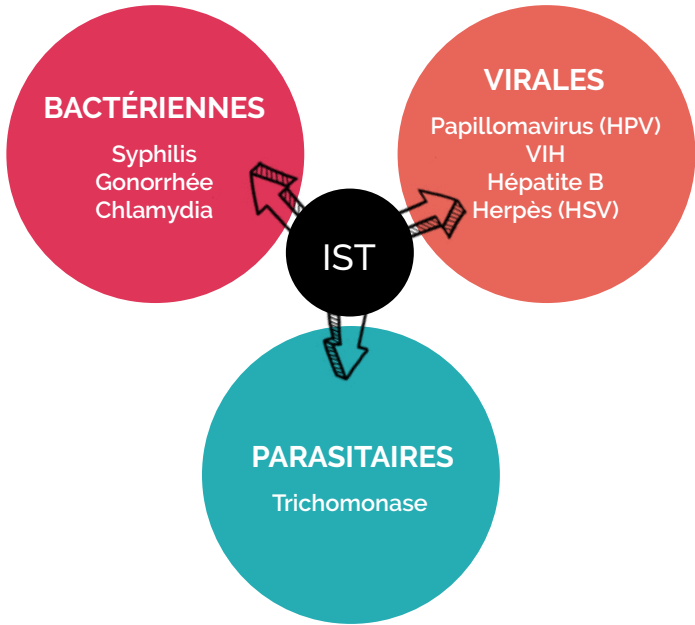 BACTÉRIENNES
Syphilis
Gonorrhée
Chlamydia
VIRALES
Papillomavirus (HPV)
VIH
Hépatite B
Herpès (HSV)
IST
PARASITAIRES
Trichomonase